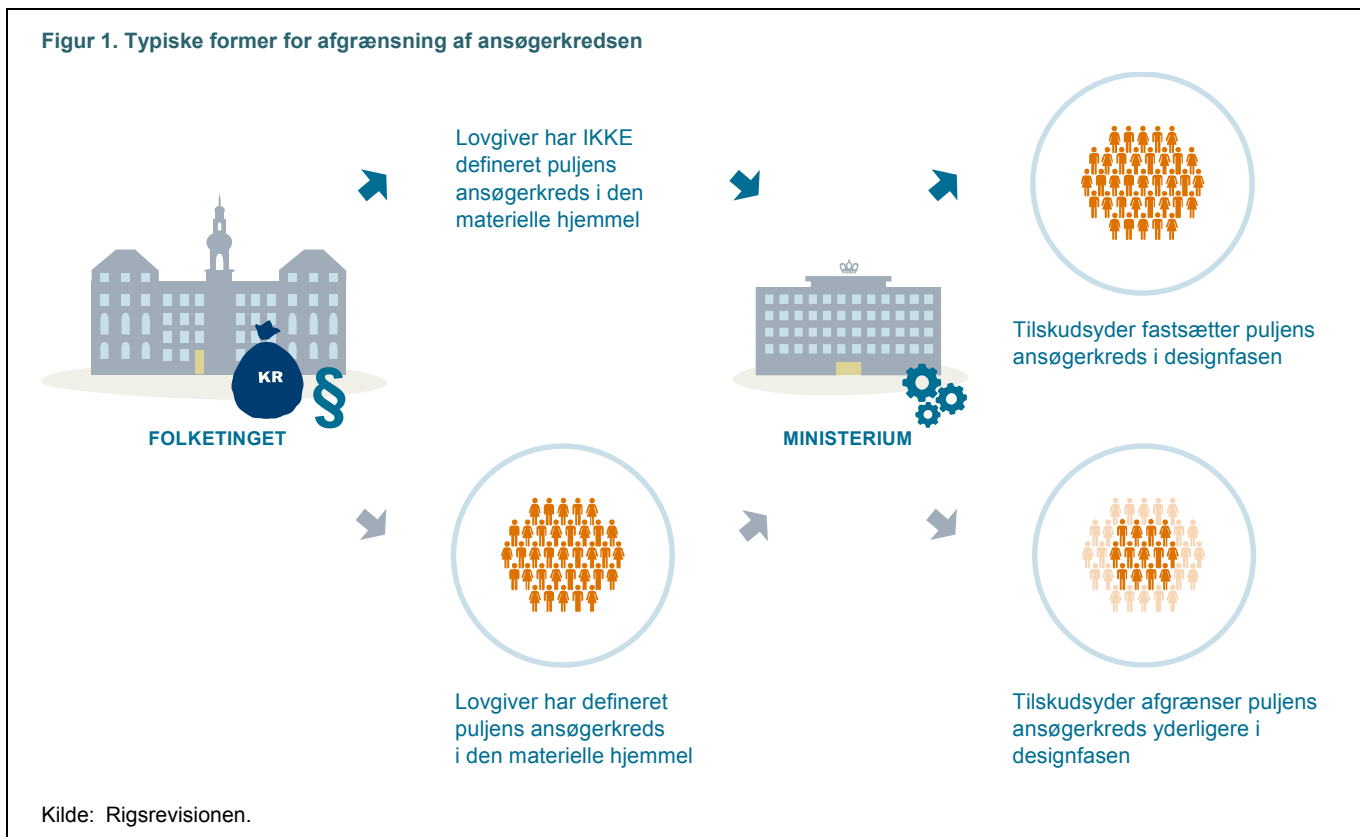 Figur 1. Typiske former for afgrænsning af ansøgerkredsen
Lovgiver har IKKE
defineret puljens
ansøgerkreds i den
materielle hjemmel
KR
§
FOLKETINGET
MINISTERIUM
Tilskudsyder fastsætter puljens
ansøgerkreds i designfasen
Lovgiver har defineret
puljens ansøgerkreds
i den materielle hjemmel
Tilskudsyder afgrænser puljens
ansøgerkreds yderligere i
designfasen
Kilde: Rigsrevisionen.